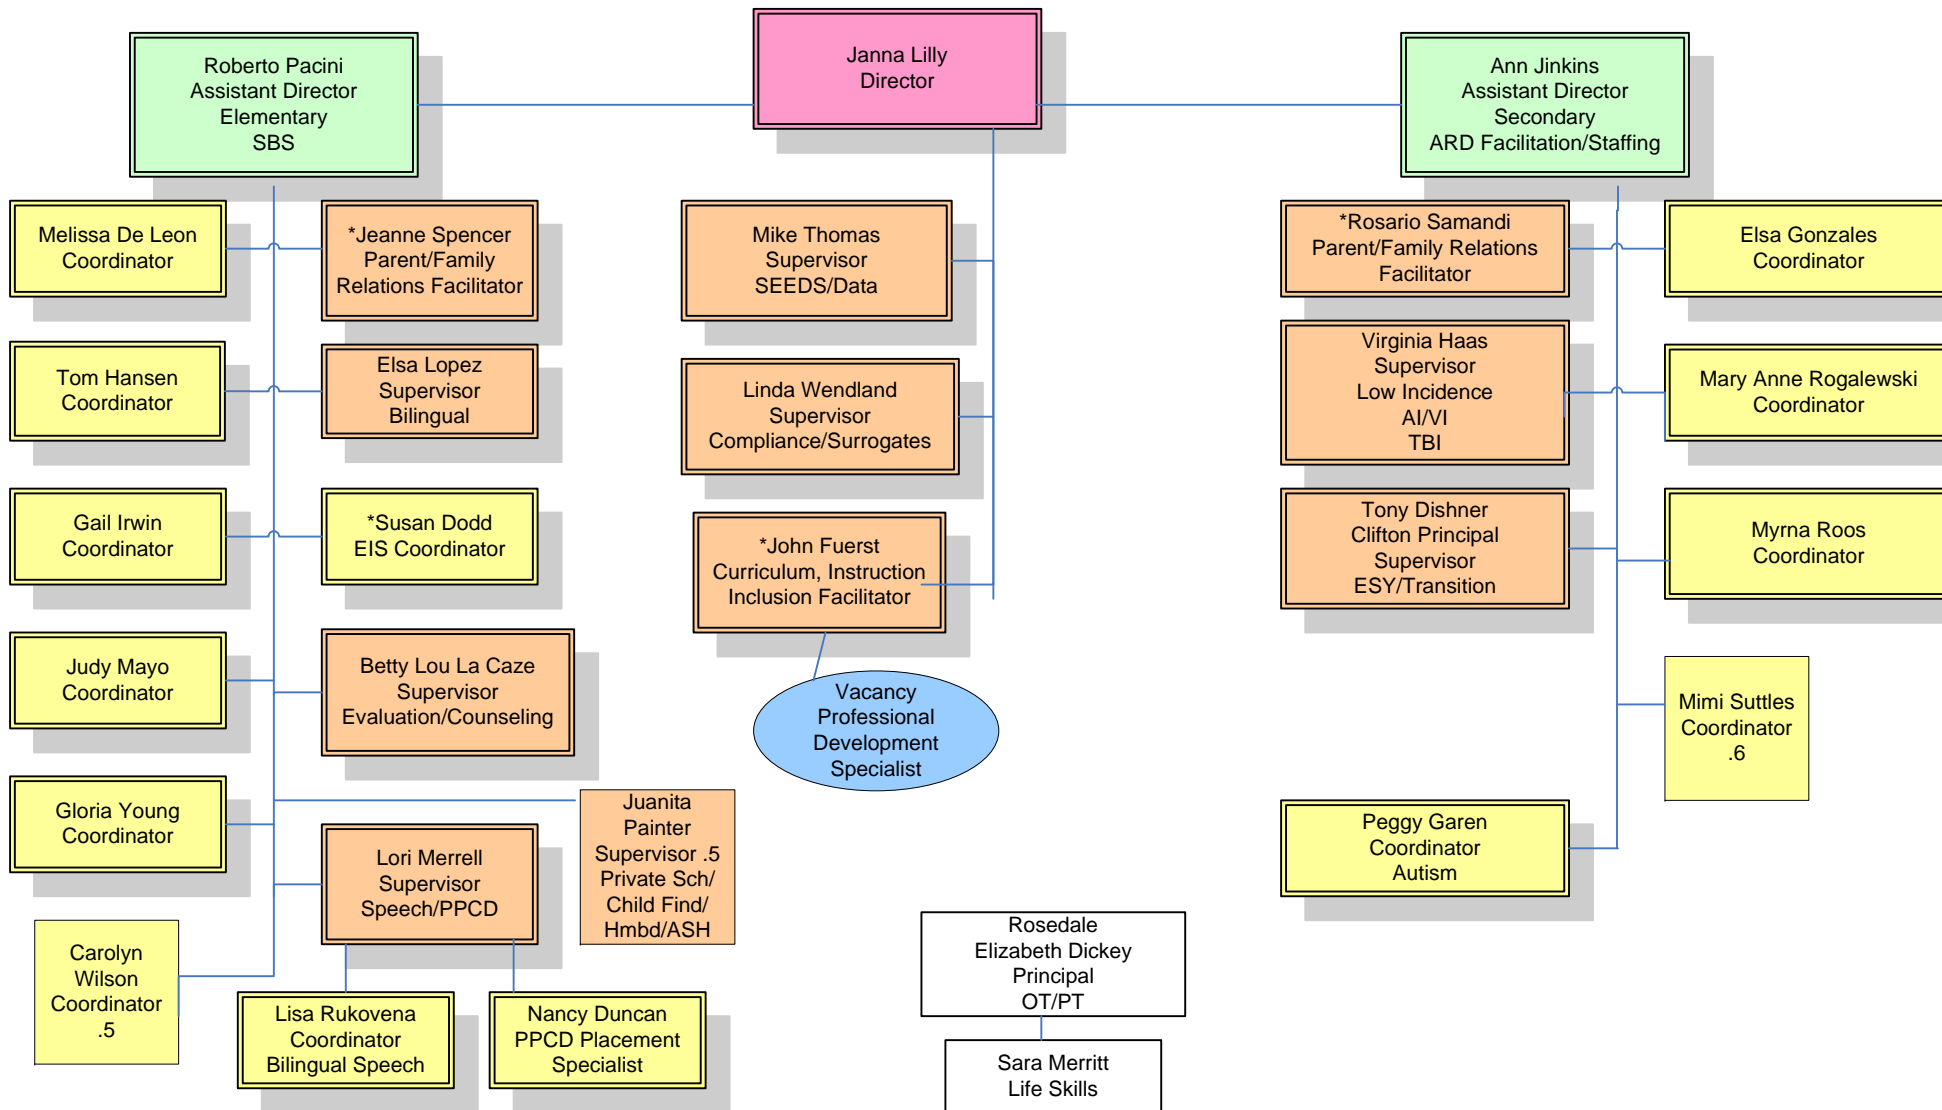 Roberto Pacini
Assistant Director
Elementary
SBS
Janna Lilly
Director
Ann Jinkins
Assistant Director
Secondary
ARD Facilitation/Staffing
Melissa De Leon
Coordinator
*Jeanne Spencer
Parent/Family
Relations Facilitator
Mike Thomas
Supervisor
SEEDS/Data
*Rosario Samandi
Parent/Family Relations
Facilitator
Elsa Gonzales
Coordinator
Tom Hansen
Coordinator
Elsa Lopez
Supervisor
Bilingual
Linda Wendland
Supervisor
Compliance/Surrogates
Virginia Haas
Supervisor
Low Incidence
AI/VI
TBI
Mary Anne Rogalewski
Coordinator
Gail Irwin
Coordinator
*Susan Dodd
EIS Coordinator
*John Fuerst
Curriculum, Instruction
Inclusion Facilitator
Tony Dishner
Clifton Principal
Supervisor
ESY/Transition
Myrna Roos
Coordinator
Judy Mayo
Coordinator
Betty Lou La Caze
Supervisor
Evaluation/Counseling
Vacancy
Professional
Development
Specialist
Mimi Suttles
Coordinator
.6
Gloria Young
Coordinator
Lori Merrell
Supervisor
Speech/PPCD
Juanita
Painter
Supervisor .5
Private Sch/
Child Find/
Hmbd/ASH
Peggy Garen
Coordinator
Autism
Carolyn
Wilson
Coordinator
.5
Lisa Rukovena
Coordinator
Bilingual Speech
Nancy Duncan
PPCD Placement
Specialist
Rosedale
Elizabeth Dickey
Principal
OT/PT
Sara Merritt
Life Skills